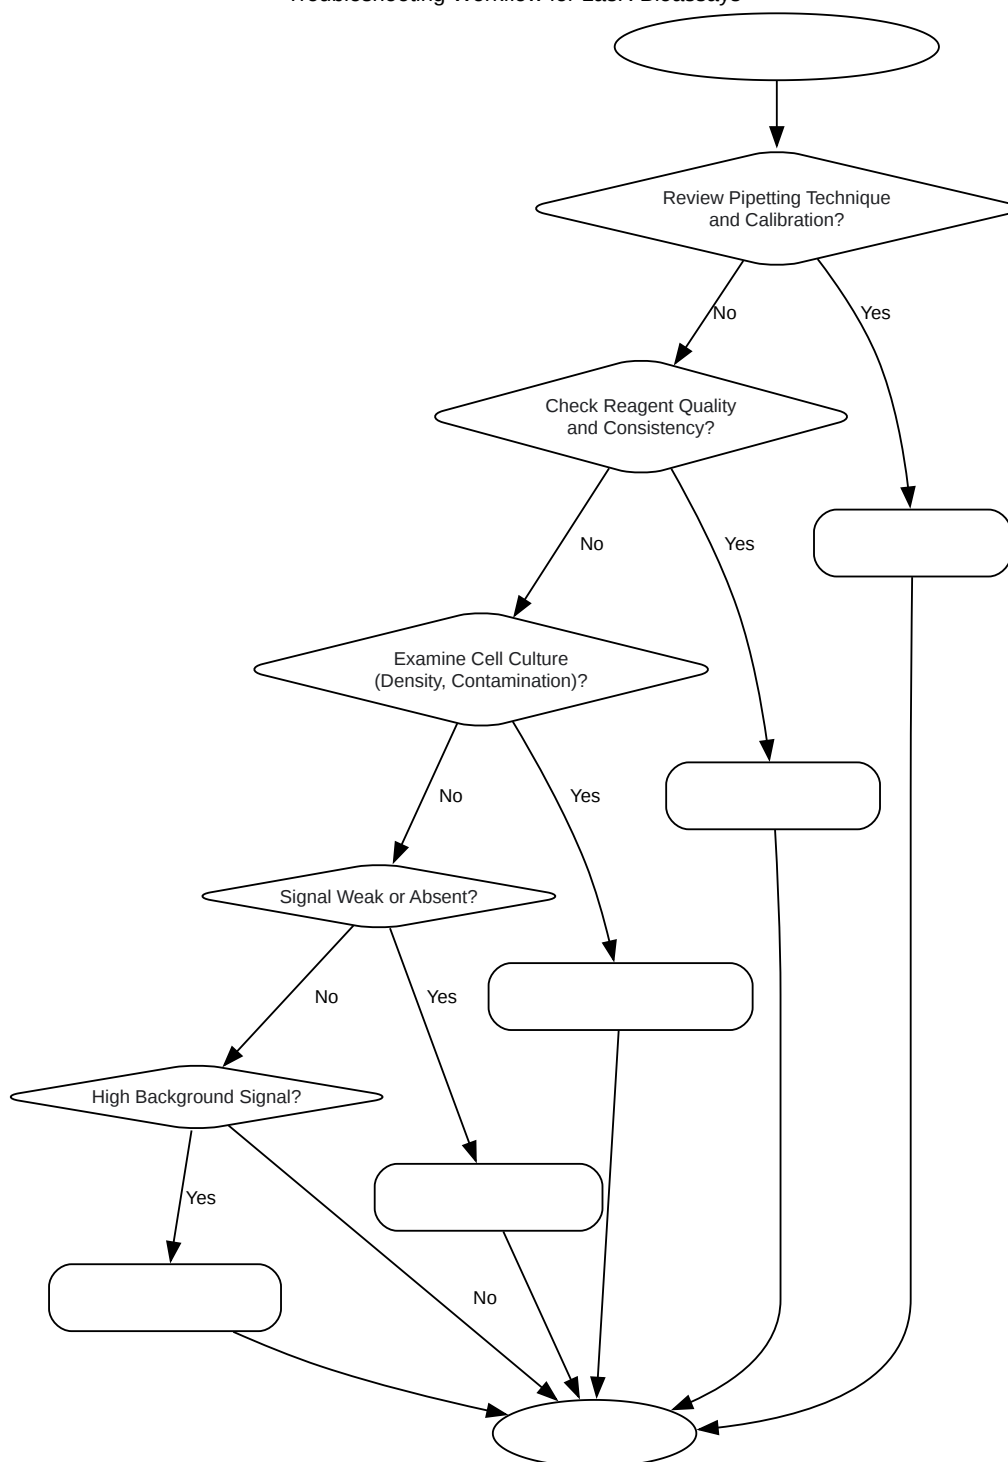 Troubleshooting Workflow for
Bioassays
Review Pipetting Technique
and Calibration?
No
Yes
Check Reagent Quality
and Consistency?
No
Yes
Examine Cell Culture
(Density, Contamination)?
No
Yes
Signal Weak or Absent?
No
Yes
High Background Signal?
Yes
No